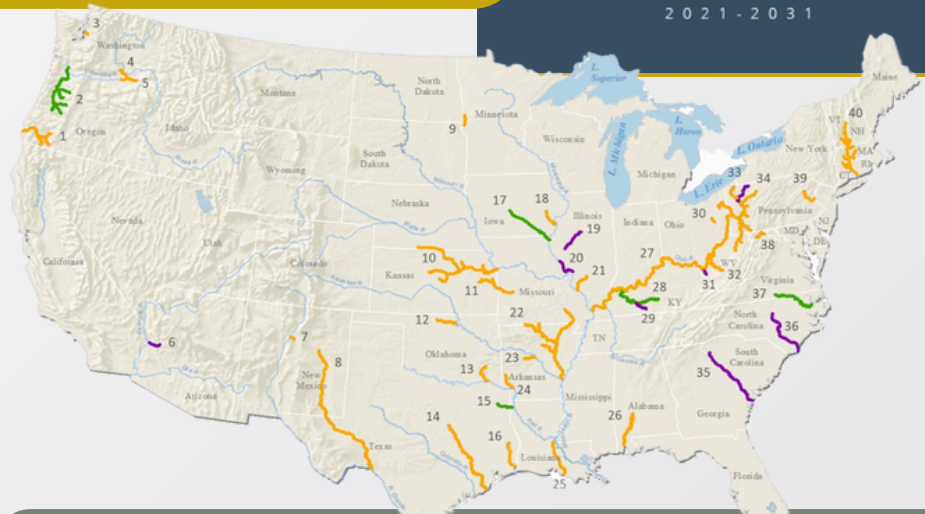 2021-2031
3
Washington
4
5
2
1
Oregon
Idaho
Montana
North
Dakota
9
Minnesota
L.
Superior
Maine
Wisconsin
L. Michigan
L.
Huron
L. Ontario
L. Erie
Michigan
New York
VT
40
NH
MA
RI
CT
South
Dakota
Wyoming
Nebraska
Nevada
Utah
California
Colorado
17
18
Iowa
Illinois
19
20
21
Indiana
Ohio
30
33
34
39
Pennsylvania
NJ
MD
DE
38
WV
32
31
27
28
KY
29
Virginia
37
North
Carolina
36
South
Carolina
35
10
Kansas
11
Missouri
12
22
TN
6
Arizona
7
8
New
Mexico
Oklahoma
13
23
Arkansas
24
15
14
16
Texas
Louisiana
25
Mississippi
26
Alabama
Georgia
Florida